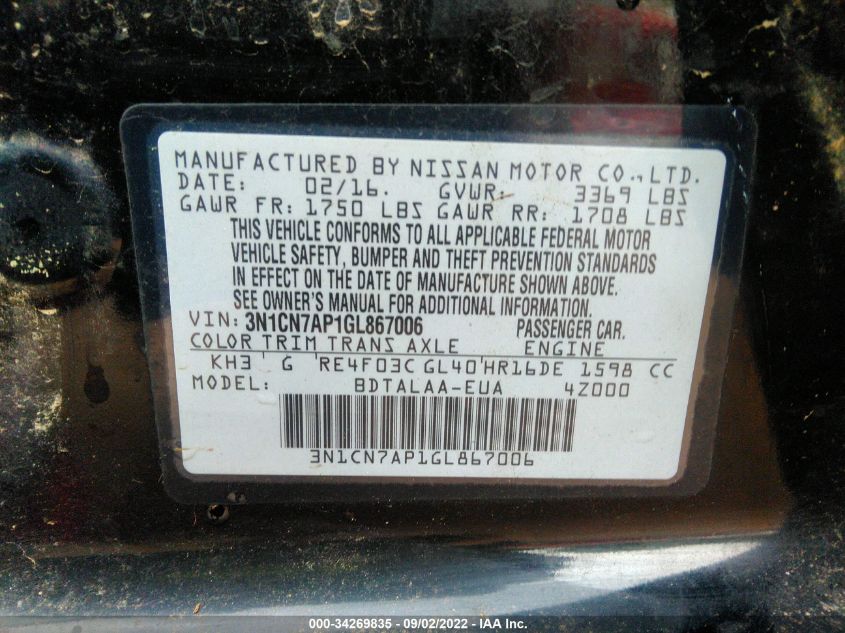 MANUFACTURED BY NISSAN MOTOR CO., LTD.
DATE: 02/16. GVWR: 3369 LBS
GAWR FR: 1750 LBS GAWR RR: 1708 LBS
THIS VEHICLE CONFORMS TO ALL APPLICABLE FEDERAL MOTOR
VEHICLE SAFETY, BUMPER AND THEFT PREVENTION STANDARDS
IN EFFECT ON THE DATE OF MANUFACTURE SHOWN ABOVE.
SEE OWNER'S MANUAL FOR ADDITIONAL INFORMATION.
VIN: 3N1CN7AP1GL867006 PASSENGER CAR.
COLOR TRIM TRANS AXLE ENGINE
KH3 G RE4F03C GL40 HR16DE 1598 CC
MODEL: BDTALAA-EUA 4Z000
3N1CN7AP1GL867006
000-34269835 - 09/02/2022 - IAA Inc.